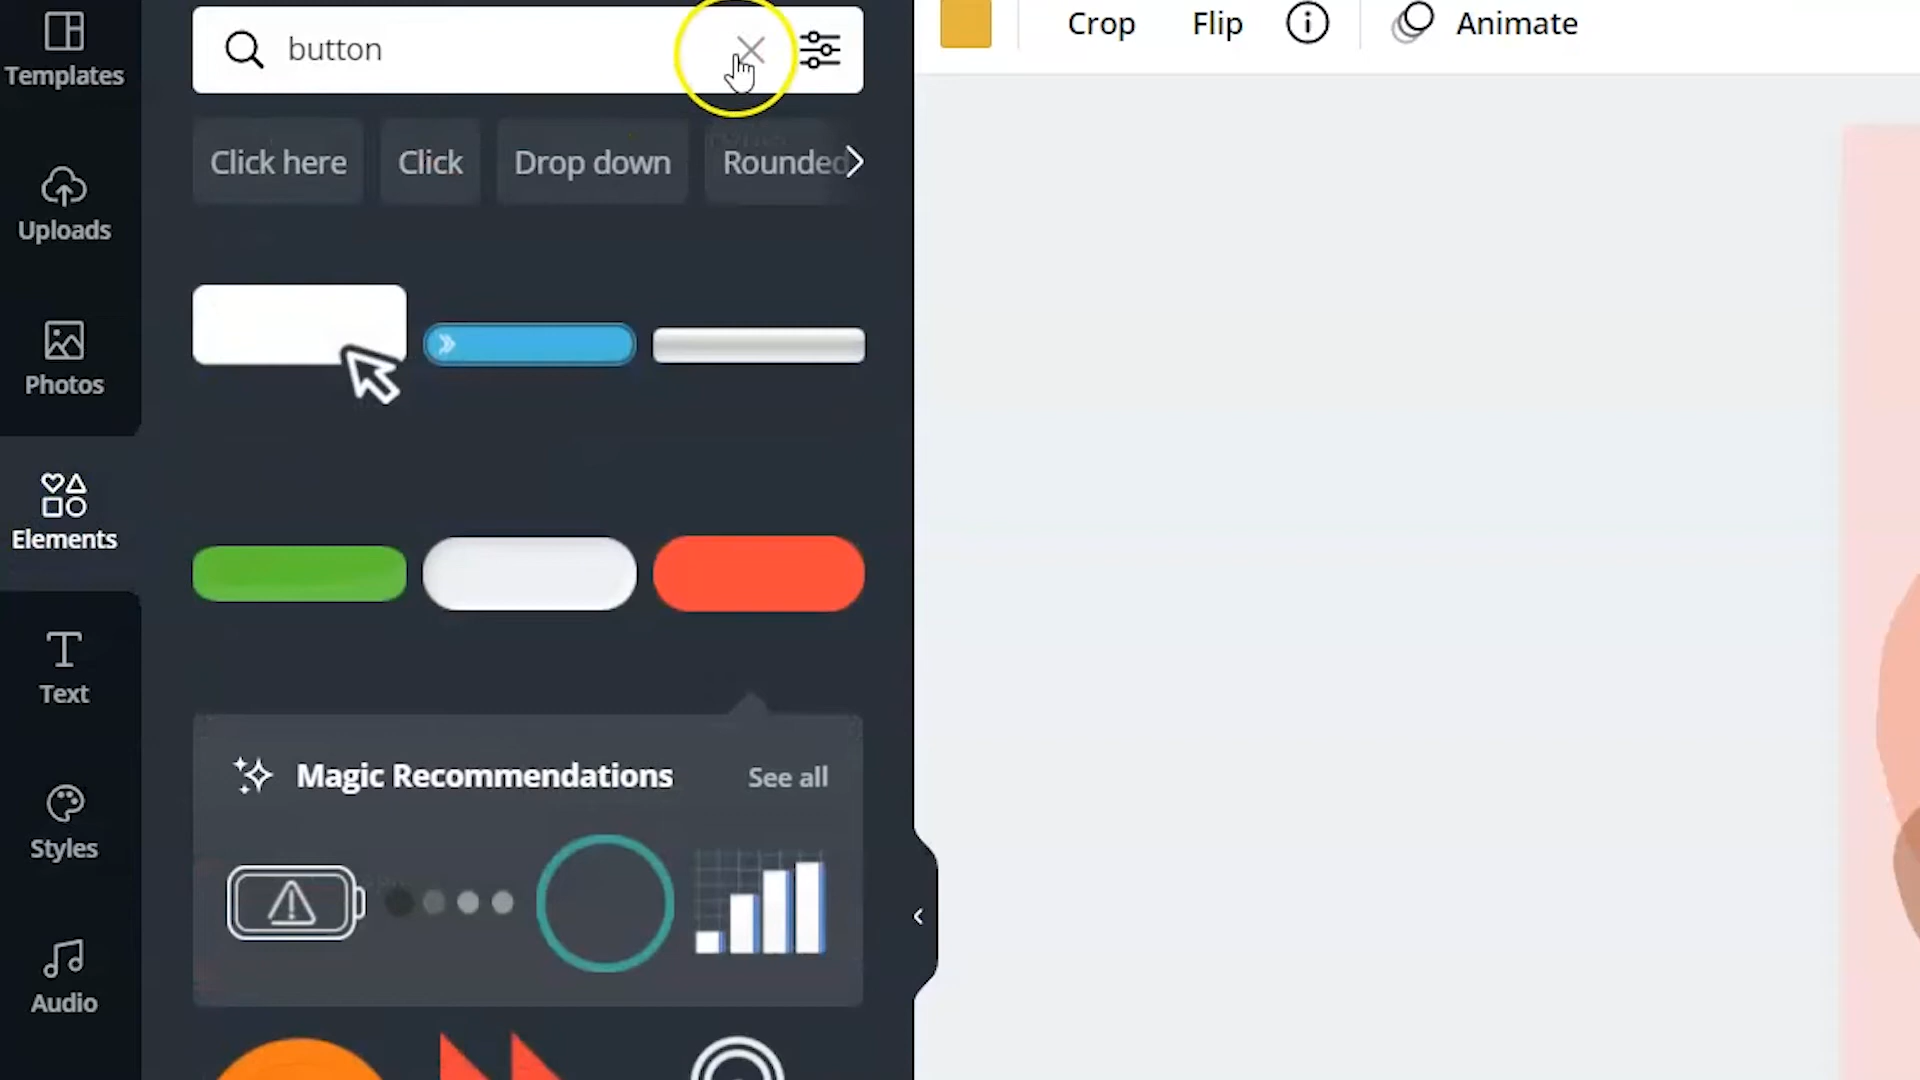 Templates
Uploads
Photos
Elements
Text
Styles
Audio
button
Click here
Click
Drop down
Rounded
Magic Recommendations
See all
Crop
Flip
Animate